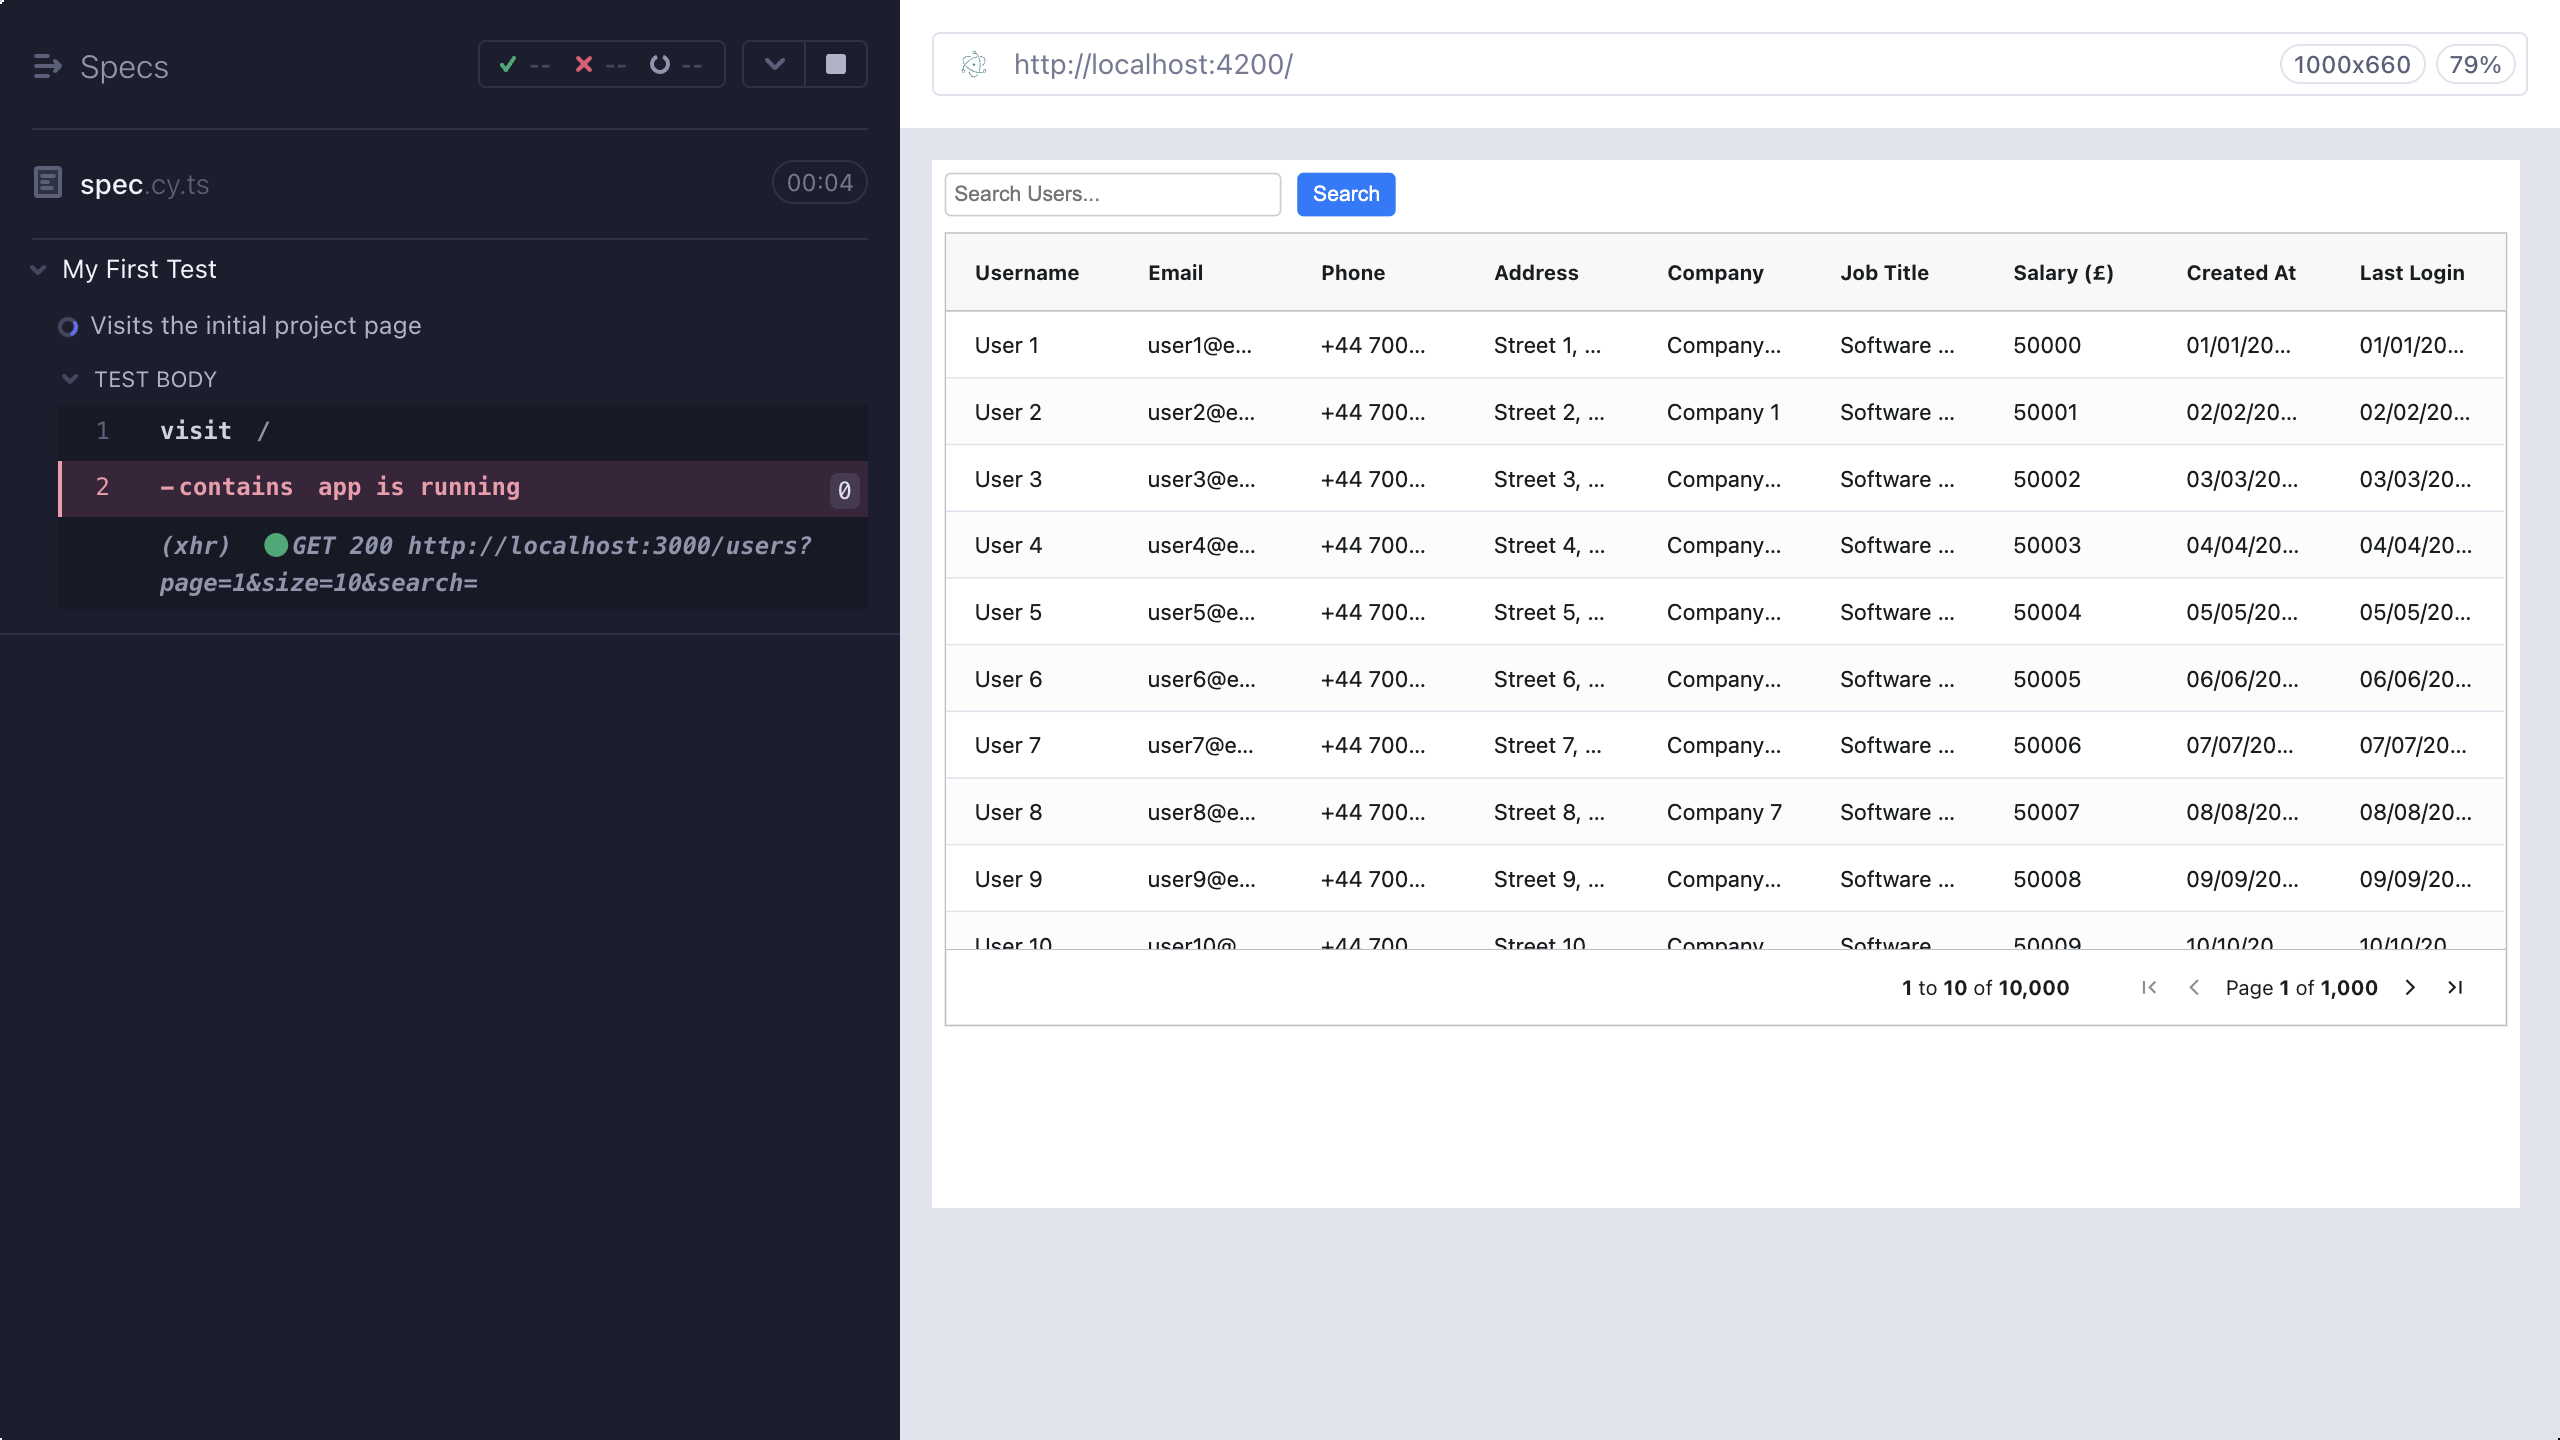 Specs
-- -- --
spec.cy.ts
00:04
My First Test
Visits the initial project page
TEST BODY
1 visit /
2 -contains app is running 0
(xhr) GET 200 http://localhost:3000/users?
page=1&size=10&search=
http://localhost:4200/
1000x660 79%
Search Users... Search
Username Email Phone Address Company Job Title Salary (£) Created At Last Login
User 1 user1@e... +44 700... Street 1, ... Company... Software ... 50000 01/01/20... 01/01/20...
User 2 user2@e... +44 700... Street 2, ... Company 1 Software ... 50001 02/02/20... 02/02/20...
User 3 user3@e... +44 700... Street 3, ... Company... Software ... 50002 03/03/20... 03/03/20...
User 4 user4@e... +44 700... Street 4, ... Company... Software ... 50003 04/04/20... 04/04/20...
User 5 user5@e... +44 700... Street 5, ... Company... Software ... 50004 05/05/20... 05/05/20...
User 6 user6@e... +44 700... Street 6, ... Company... Software ... 50005 06/06/20... 06/06/20...
User 7 user7@e... +44 700... Street 7, ... Company... Software ... 50006 07/07/20... 07/07/20...
User 8 user8@e... +44 700... Street 8, ... Company 7 Software ... 50007 08/08/20... 08/08/20...
User 9 user9@e... +44 700... Street 9, ... Company... Software ... 50008 09/09/20... 09/09/20...
User 10 user10@ +44 700 Street 10 Company Software 50009 10/10/20 10/10/20
1 to 10 of 10,000 Page 1 of 1,000